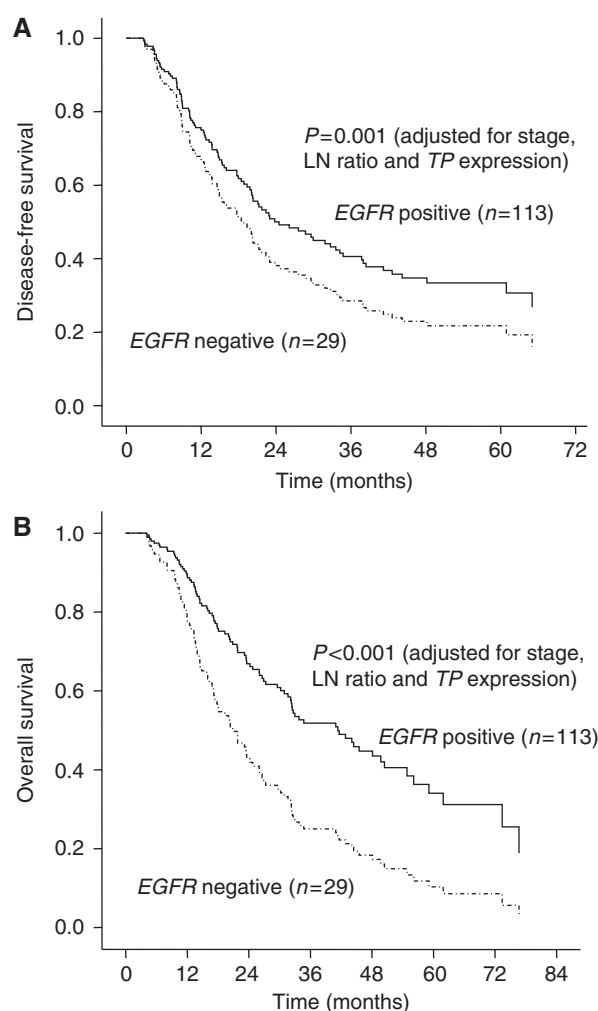 A
Disease-free survival
1.0
0.8
0.6
0.4
0.2
0.0
P=0.001 (adjusted for stage,
LN ratio and TP expression)
EGFR positive (n=113)
EGFR negative (n=29)
0 12 24 36 48 60 72
Time (months)
B
Overall survival
1.0
0.8
0.6
0.4
0.2
0.0
P<0.001 (adjusted for stage,
LN ratio and TP expression)
EGFR positive (n=113)
EGFR negative (n=29)
0 12 24 36 48 60 72 84
Time (months)